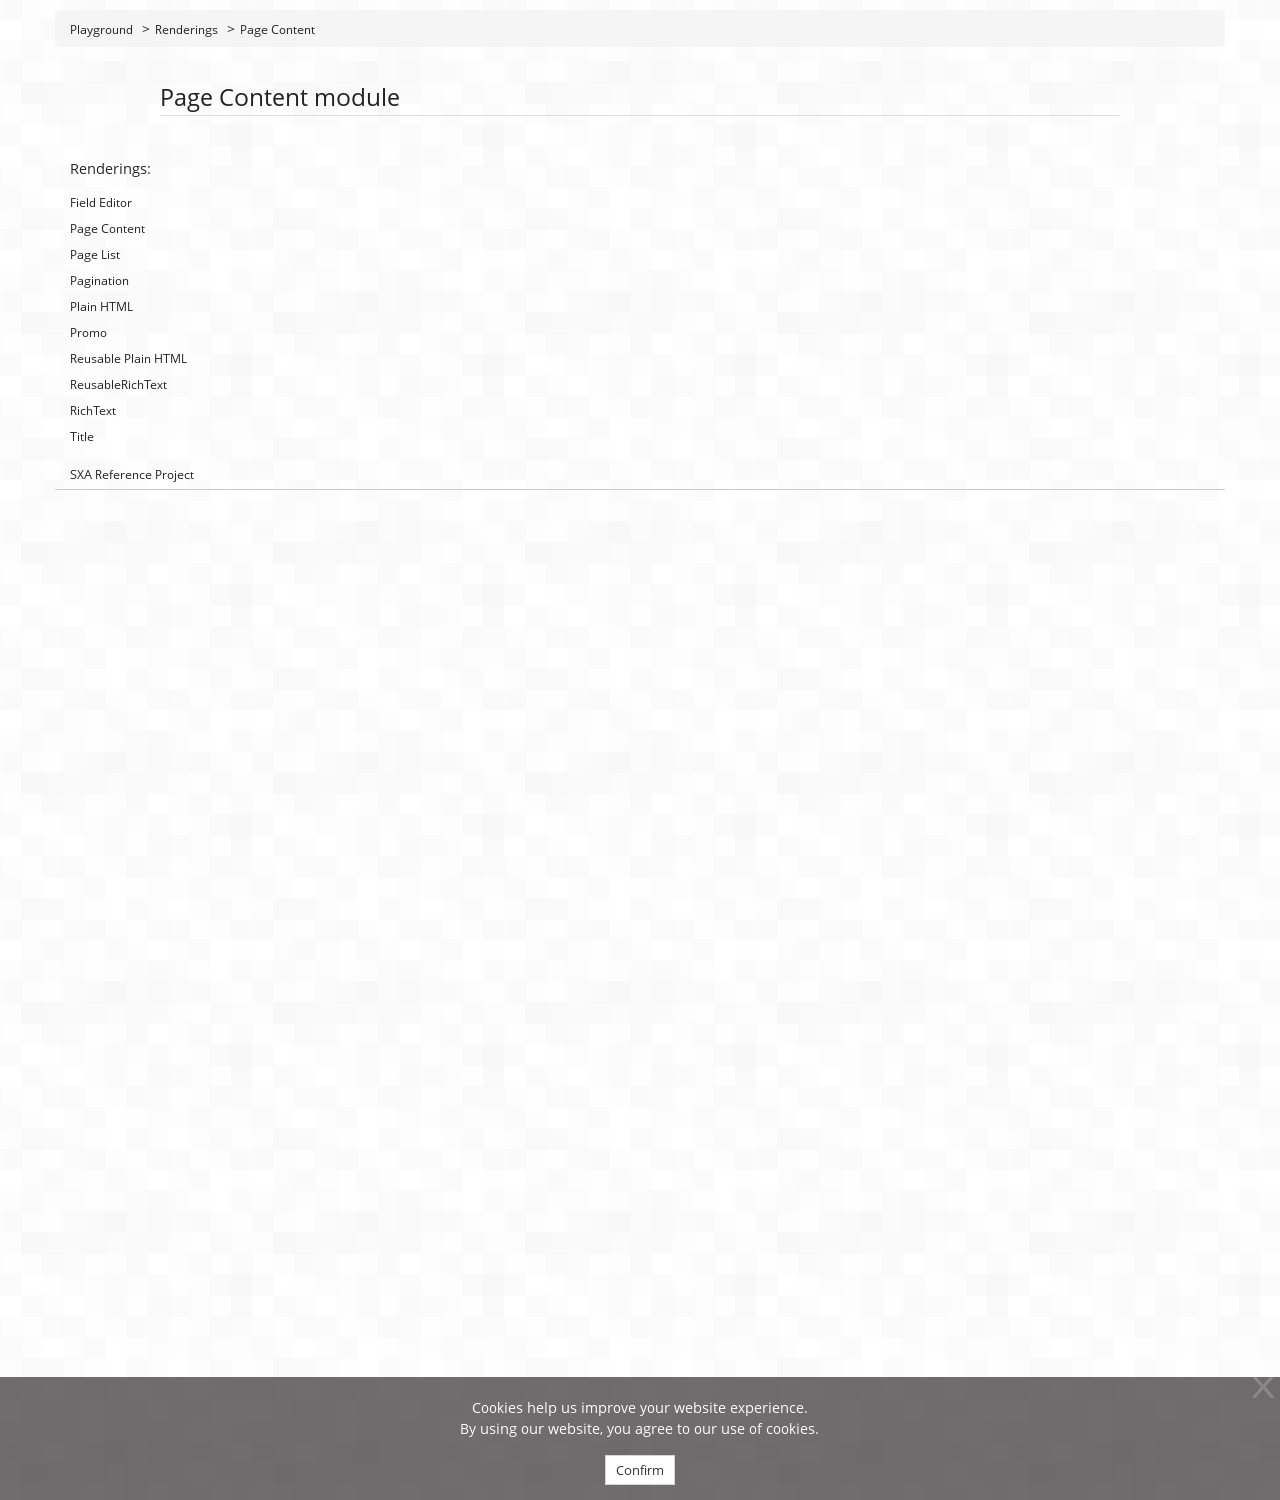 Playground > Renderings > Page Content
Page Content module
Renderings:
Field Editor
Page Content
Page List
Pagination
Plain HTML
Promo
Reusable Plain HTML
ReusableRichText
RichText
Title
SXA Reference Project
X
Cookies help us improve your website experience.
By using our website, you agree to our use of cookies.
Confirm